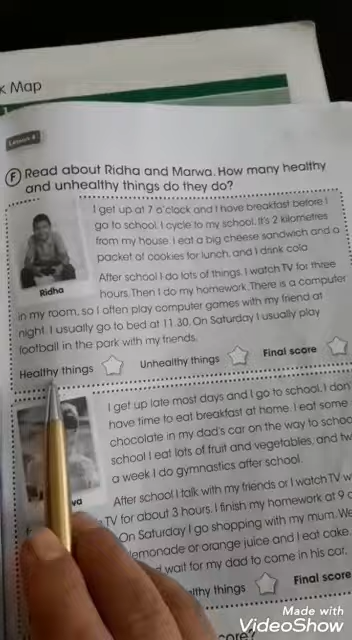 k Map
Lesson 4
F Read about Ridha and Marwa. How many healthy
and unhealthy things do they do?
I get up at 7 o'clock and I have breakfast before I
go to school. I cycle to my school. It's 2 kilometres
from my house. I eat a big cheese sandwich and a
packet of cookies for lunch, and I drink cola
Ridha
After school I do lots of things. I watch TV for three
hours. Then I do my homework. There is a computer
in my room, so I often play computer games with my friend at
night. I usually go to bed at 11.30. On Saturday I usually play
football in the park with my friends.
Healthy things Unhealthy things Final score
I get up late most days and I go to school. I don
have time to eat breakfast at home. I eat some
chocolate in my dad's car on the way to schoo
school I eat lots of fruit and vegetables, and tw
a week I do gymnastics after school.
va
After school I talk with my friends or I watch TV w
TV for about 3 hours. I finish my homework at 9 o
On Saturday I go shopping with my mum. We
lemonade or orange juice and I eat cake
wait for my dad to come in his car.
lthy things Final score
core?
Made with
VideoShow